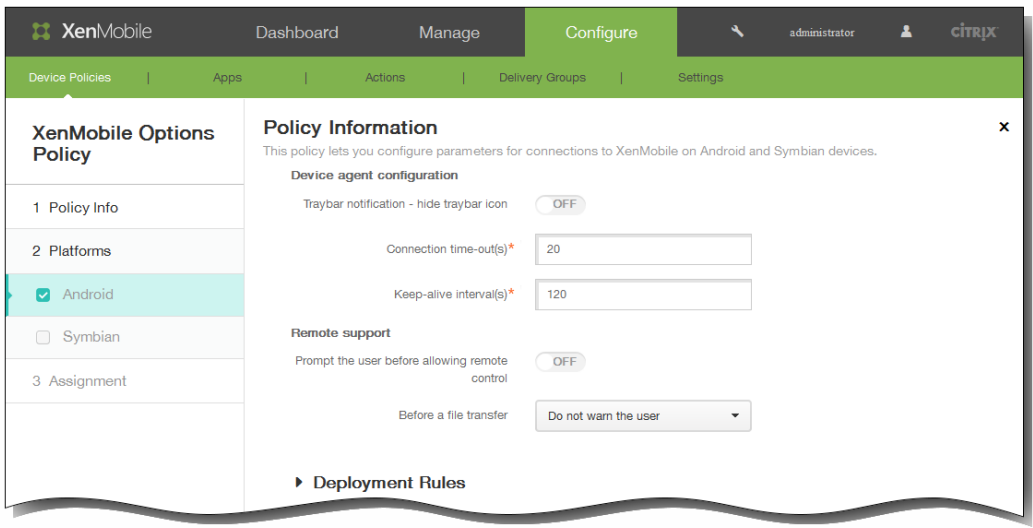 XenMobile Dashboard Manage Configure administrator CİTRIX
Device Policies | Apps | Actions | Delivery Groups | Settings
XenMobile Options
Policy
1 Policy Info
2 Platforms
Android
Symbian
3 Assignment
Policy Information
This policy lets you configure parameters for connections to XenMobile on Android and Symbian devices.
Device agent configuration
Traybar notification - hide traybar icon OFF
Connection time-out(s)* 20
Keep-alive interval(s)* 120
Remote support
Prompt the user before allowing remote
control OFF
Before a file transfer Do not warn the user
Deployment Rules